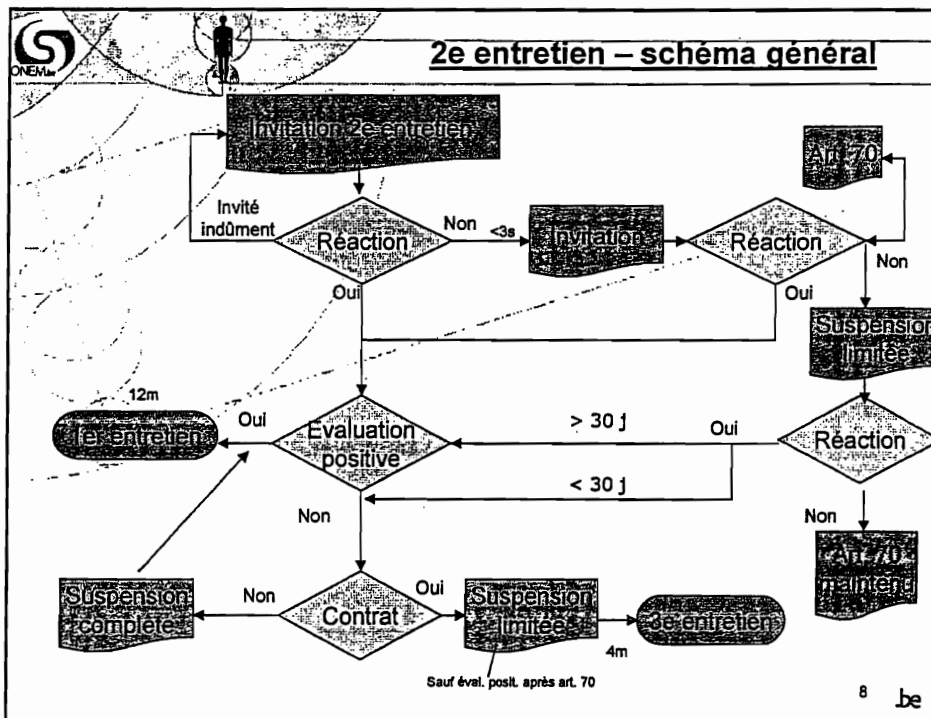 ONEM.be
2e entretien – schéma général
Invitation 2e entretien
Art. 70
Invité
indûment
Réaction
Non
<3s
Invitation
Réaction
Non
Oui
Oui
Suspension
limitée
12m
1er entretien
Oui
Evaluation
positive
> 30 j
Oui
Réaction
< 30 j
Non
Non
Art. 70
maintenu
Suspension
complète
Non
Contrat
Oui
Suspension
limitée
3e entretien
4m
Sauf éval. posit. après art. 70
8
.be